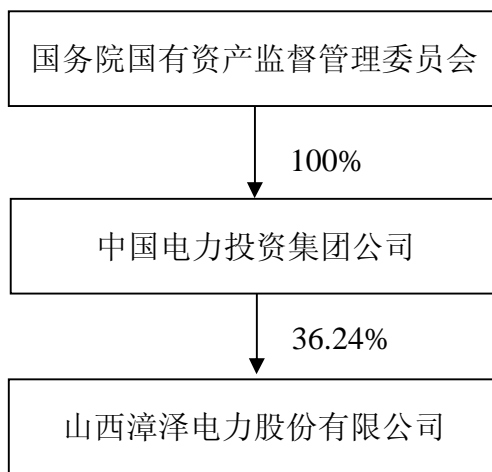 国务院国有资产监督管理委员会
100%
中国电力投资集团公司
36.24%
山西漳泽电力股份有限公司